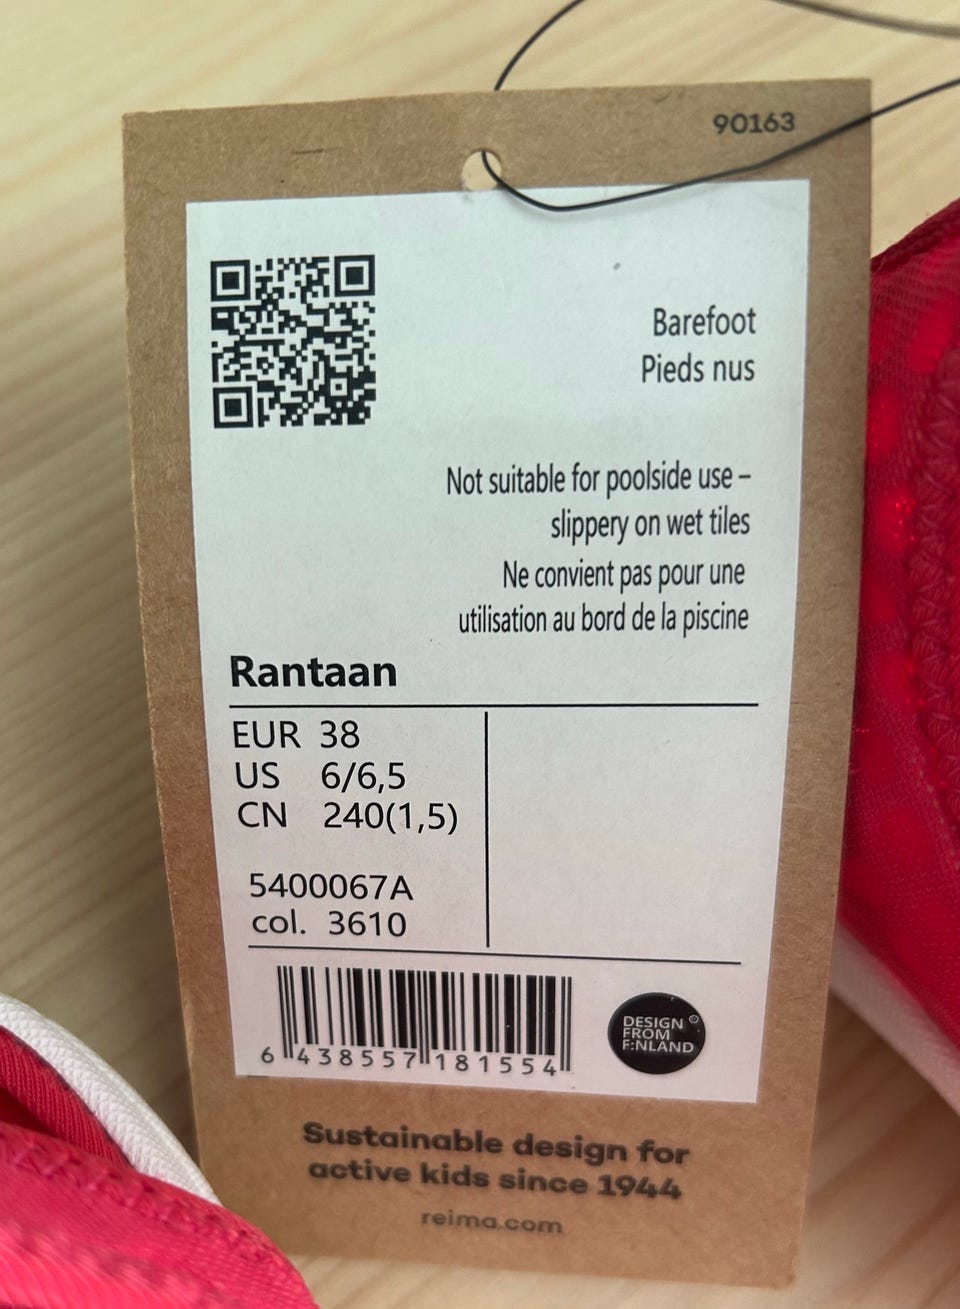 90163
Barefoot
Pieds nus
Not suitable for poolside use –
slippery on wet tiles
Ne convient pas pour une
utilisation au bord de la piscine
Rantaan
EUR 38
US 6/6,5
CN 240(1,5)
5400067A
col. 3610
6 438557 181554
DESIGN
FROM
F:NLAND
Sustainable design for
active kids since 1944
reima.com